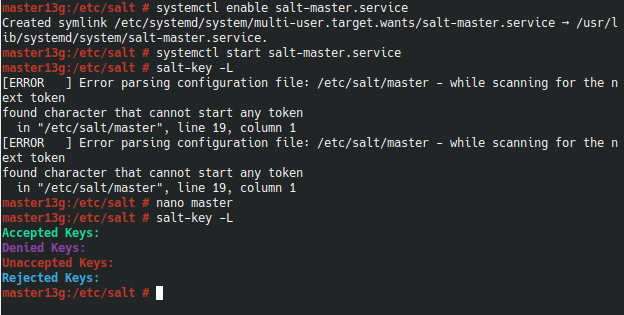 master13g:/etc/salt # systemctl enable salt-master.service
Created symlink /etc/systemd/system/multi-user.target.wants/salt-master.service → /usr/l
ib/systemd/system/salt-master.service.
master13g:/etc/salt # systemctl start salt-master.service
master13g:/etc/salt # salt-key -L
[ERROR   ] Error parsing configuration file: /etc/salt/master - while scanning for the n
ext token
found character that cannot start any token
  in "/etc/salt/master", line 19, column 1
[ERROR   ] Error parsing configuration file: /etc/salt/master - while scanning for the n
ext token
found character that cannot start any token
  in "/etc/salt/master", line 19, column 1
master13g:/etc/salt # nano master
master13g:/etc/salt # salt-key -L
Accepted Keys:
Denied Keys:
Unaccepted Keys:
Rejected Keys:
master13g:/etc/salt #